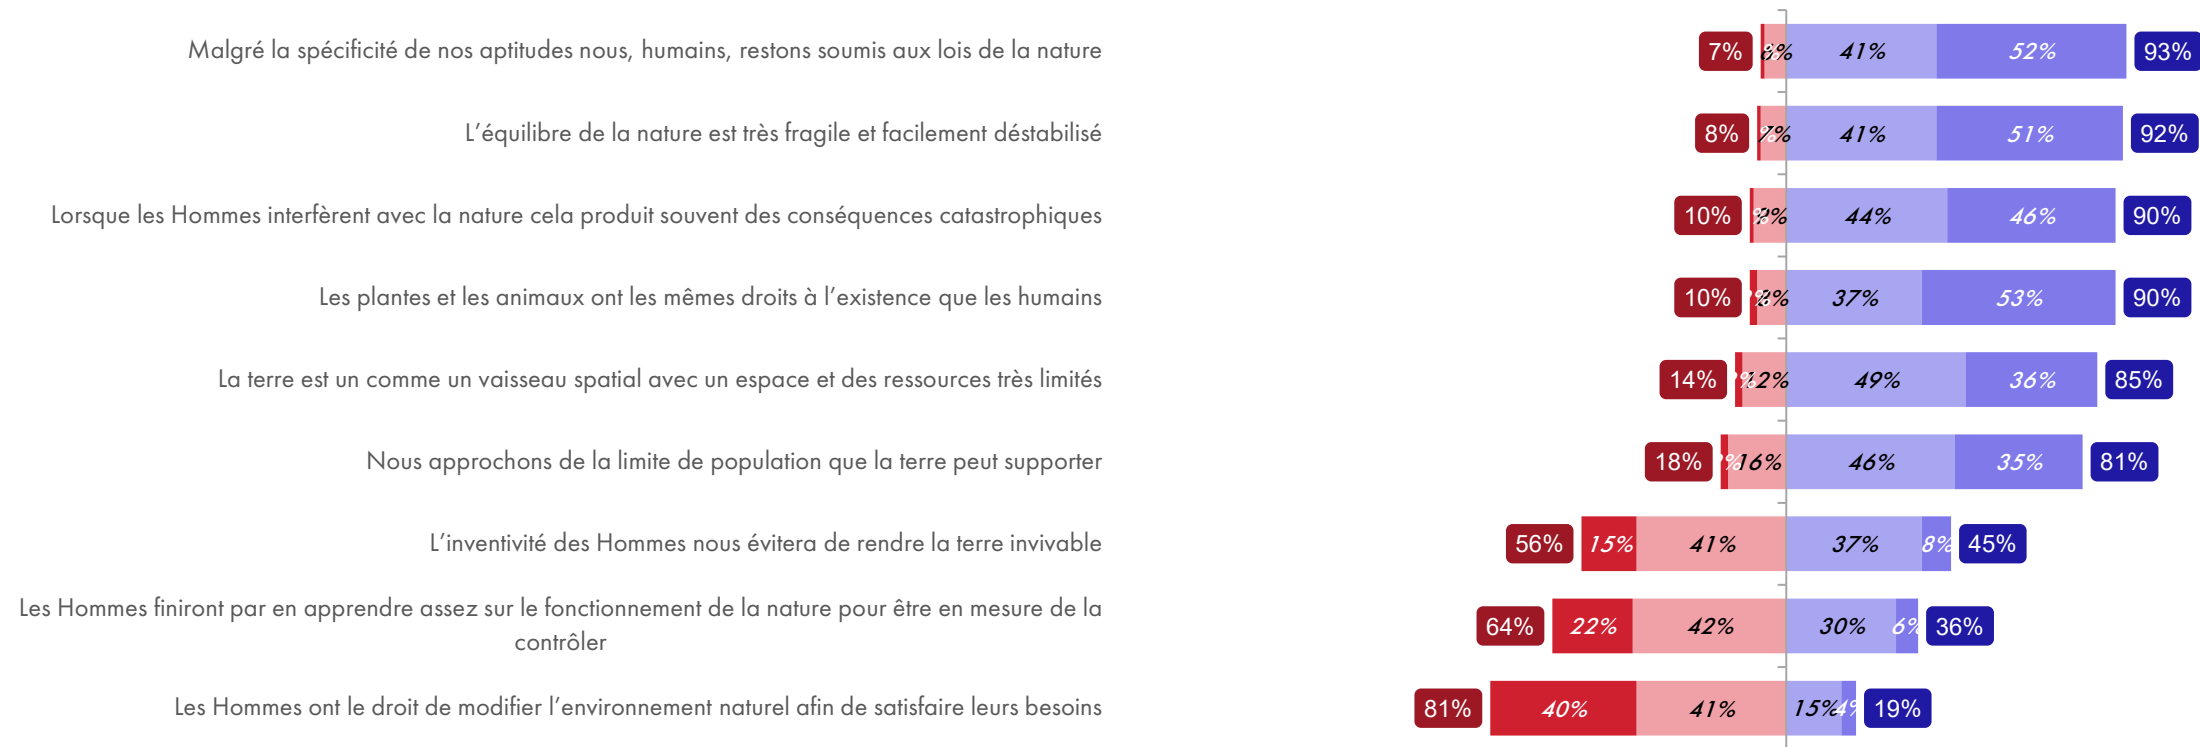 Malgré la spécificité de nos aptitudes nous, humains, restons soumis aux lois de la nature 7% 6% 41% 52% 93%
L'équilibre de la nature est très fragile et facilement déstabilisé 8% 7% 41% 51% 92%
Lorsque les Hommes interfèrent avec la nature cela produit souvent des conséquences catastrophiques 10% 44% 46% 90%
Les plantes et les animaux ont les mêmes droits à l'existence que les humains 10% 8% 37% 53% 90%
La terre est un comme un vaisseau spatial avec un espace et des ressources très limités 14% 12% 49% 36% 85%
Nous approchons de la limite de population que la terre peut supporter 18% 16% 46% 35% 81%
L'inventivité des Hommes nous évitera de rendre la terre invivable 56% 15% 41% 37% 8% 45%
Les Hommes finiront par en apprendre assez sur le fonctionnement de la nature pour être en mesure de la
contrôler 64% 22% 42% 30% 6% 36%
Les Hommes ont le droit de modifier l'environnement naturel afin de satisfaire leurs besoins 81% 40% 41% 15% 4% 19%